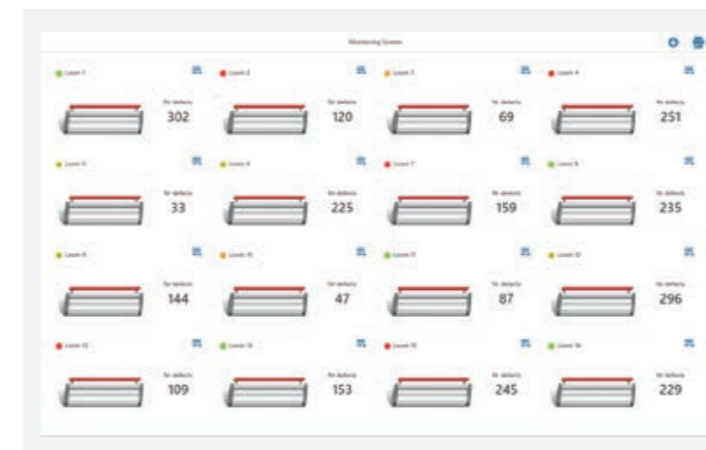 Monitoring System
Loom 1
Loom 2
Loom 3
Loom 4
Nr defects
302
Nr defects
120
Nr defects
69
Nr defects
251
Loom 5
Loom 6
Loom 7
Loom 8
Nr defects
33
Nr defects
225
Nr defects
159
Nr defects
235
Loom 9
Loom 10
Loom 11
Loom 12
Nr defects
144
Nr defects
47
Nr defects
87
Nr defects
296
Loom 13
Loom 14
Loom 15
Loom 16
Nr defects
109
Nr defects
153
Nr defects
245
Nr defects
229